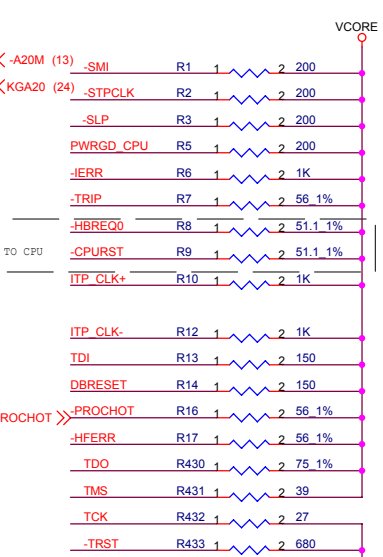 VCORE
-A20M (13)
-SMI R1 1 2 200
KGA20 (24)
-STPCLK R2 1 2 200
-SLP R3 1 2 200
PWRGD_CPU R5 1 2 200
-IERR R6 1 2 1K
-TRIP R7 1 2 56_1%
-HBREQ0 R8 1 2 51.1_1%
TO CPU -CPURST R9 1 2 51.1_1%
ITP_CLK+ R10 1 2 1K
ITP_CLK- R12 1 2 1K
TDI R13 1 2 150
DBRESET R14 1 2 150
ROCHOT -PROCHOT R16 1 2 56_1%
-HFERR R17 1 2 56_1%
TDO R430 1 2 75_1%
TMS R431 1 2 39
TCK R432 1 2 27
-TRST R433 1 2 680